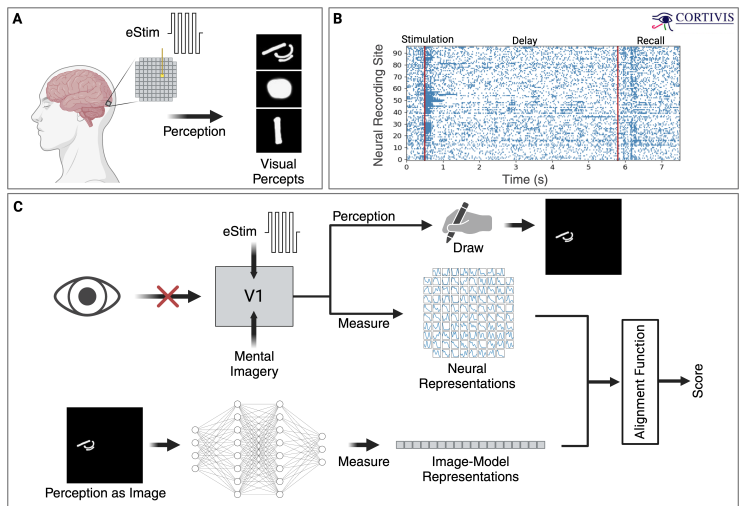 A
eStim
Perception
Visual
Percepts
B
CORTIVIS
Stimulation
Delay
Recall
Neural Recording Site
90
80
70
60
50
40
30
20
10
0
0
1
2
3
4
5
6
7
Time (s)
C
eStim
Perception
Draw
V1
Measure
Mental
Imagery
Neural
Representations
Alignment Function
Score
Perception as Image
Measure
Image-Model
Representations